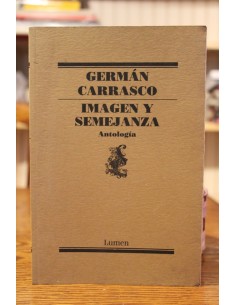 GERMÁN
CARRASCO
IMAGEN Y
SEMEJANZA
Antología
Lumen